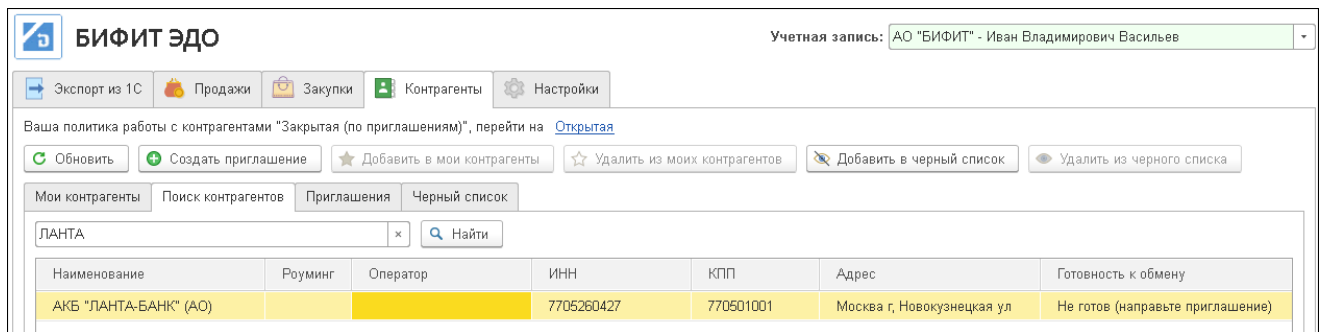 БИФИТ ЭДО
Учетная запись: АО "БИФИТ" - Иван Владимирович Васильев
Экспорт из 1С Продажи Закупки Контрагенты Настройки
Ваша политика работы с контрагентами "Закрытая (по приглашениям)", перейти на Открытая
Обновить Создать приглашение Добавить в мои контрагенты Удалить из моих контрагентов Добавить в черный список Удалить из черного списка
Мои контрагенты Поиск контрагентов Приглашения Черный список
ЛАНТА × Найти
Наименование Роуминг Оператор ИНН КПП Адрес Готовность к обмену
АКБ "ЛАНТА-БАНК" (АО) 7705260427 770501001 Москва г, Новокузнецкая ул Не готов (направьте приглашение)